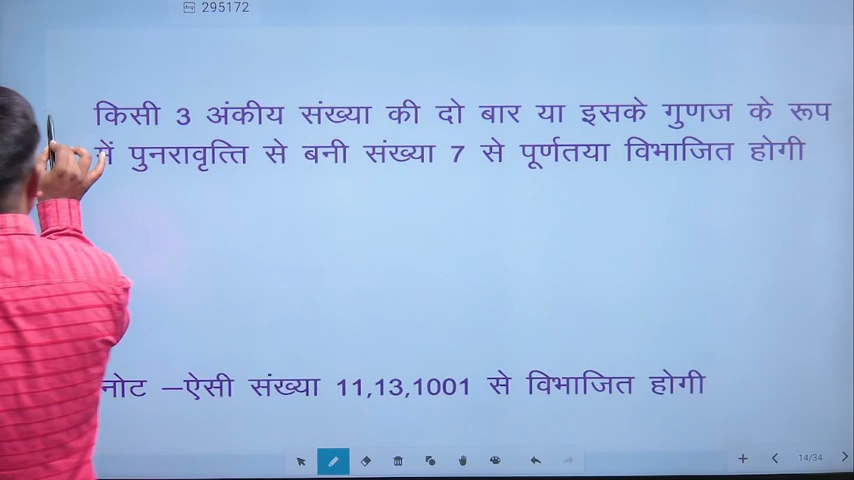 295172
किसी 3 अंकीय संख्या की दो बार या इसके गुणज के रूप
में पुनरावृत्ति से बनी संख्या 7 से पूर्णतया विभाजित होगी
नोट –ऐसी संख्या 11,13,1001 से विभाजित होगी
14/34